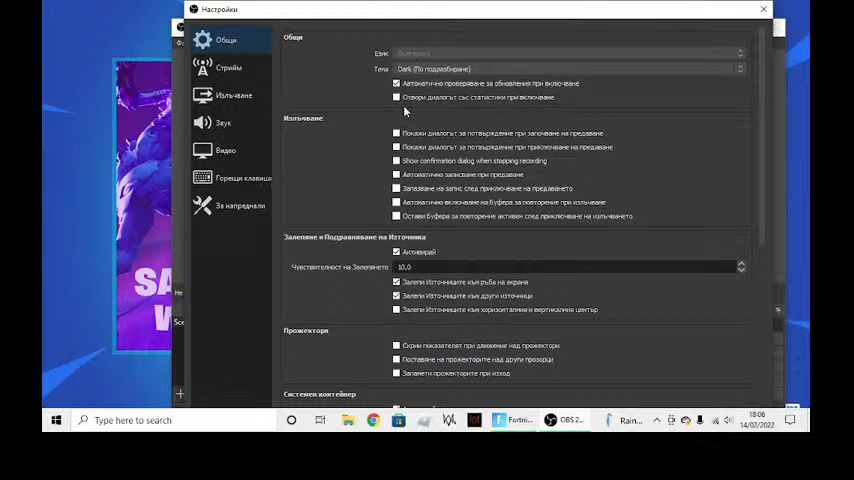 Настройки
Общи
Стрийм
Излъчване
Звук
Видео
Горещи клавиши
За напреднали
Общи
Език
Български
Тема
Dark (По подразбиране)
Автоматично проверяване за обновления при включване
Отвори диалогът със статистики при включване
Излъчване
Покажи диалогът за потвърждение при започване на предаване
Покажи диалогът за потвърждение при приключване на предаване
Show confirmation dialog when stopping recording
Автоматично записване при предаване
Запазване на запис след приключване на предаването
Автоматично включване на Буфера за повторение при излъчване
Остави Буфера за повторение активен след приключване на излъчването
Залепяне и Подравняване на Източника
Активирай
Чувствителност на Залепянето
10,0
Залепи Източниците към ръба на екрана
Залепи Източниците към други източници
Залепи Източниците към хоризонталния и вертикалния център
Прожектори
Скрий показателят при движение над прожектори
Поставяне на прожекторите над други прозорци
Запамети прожекторите при изход
Системен контейнер
SA
Не
Sce
Type here to search
Fortni...
OBS 2...
Rain...
18:06
14/02/2022